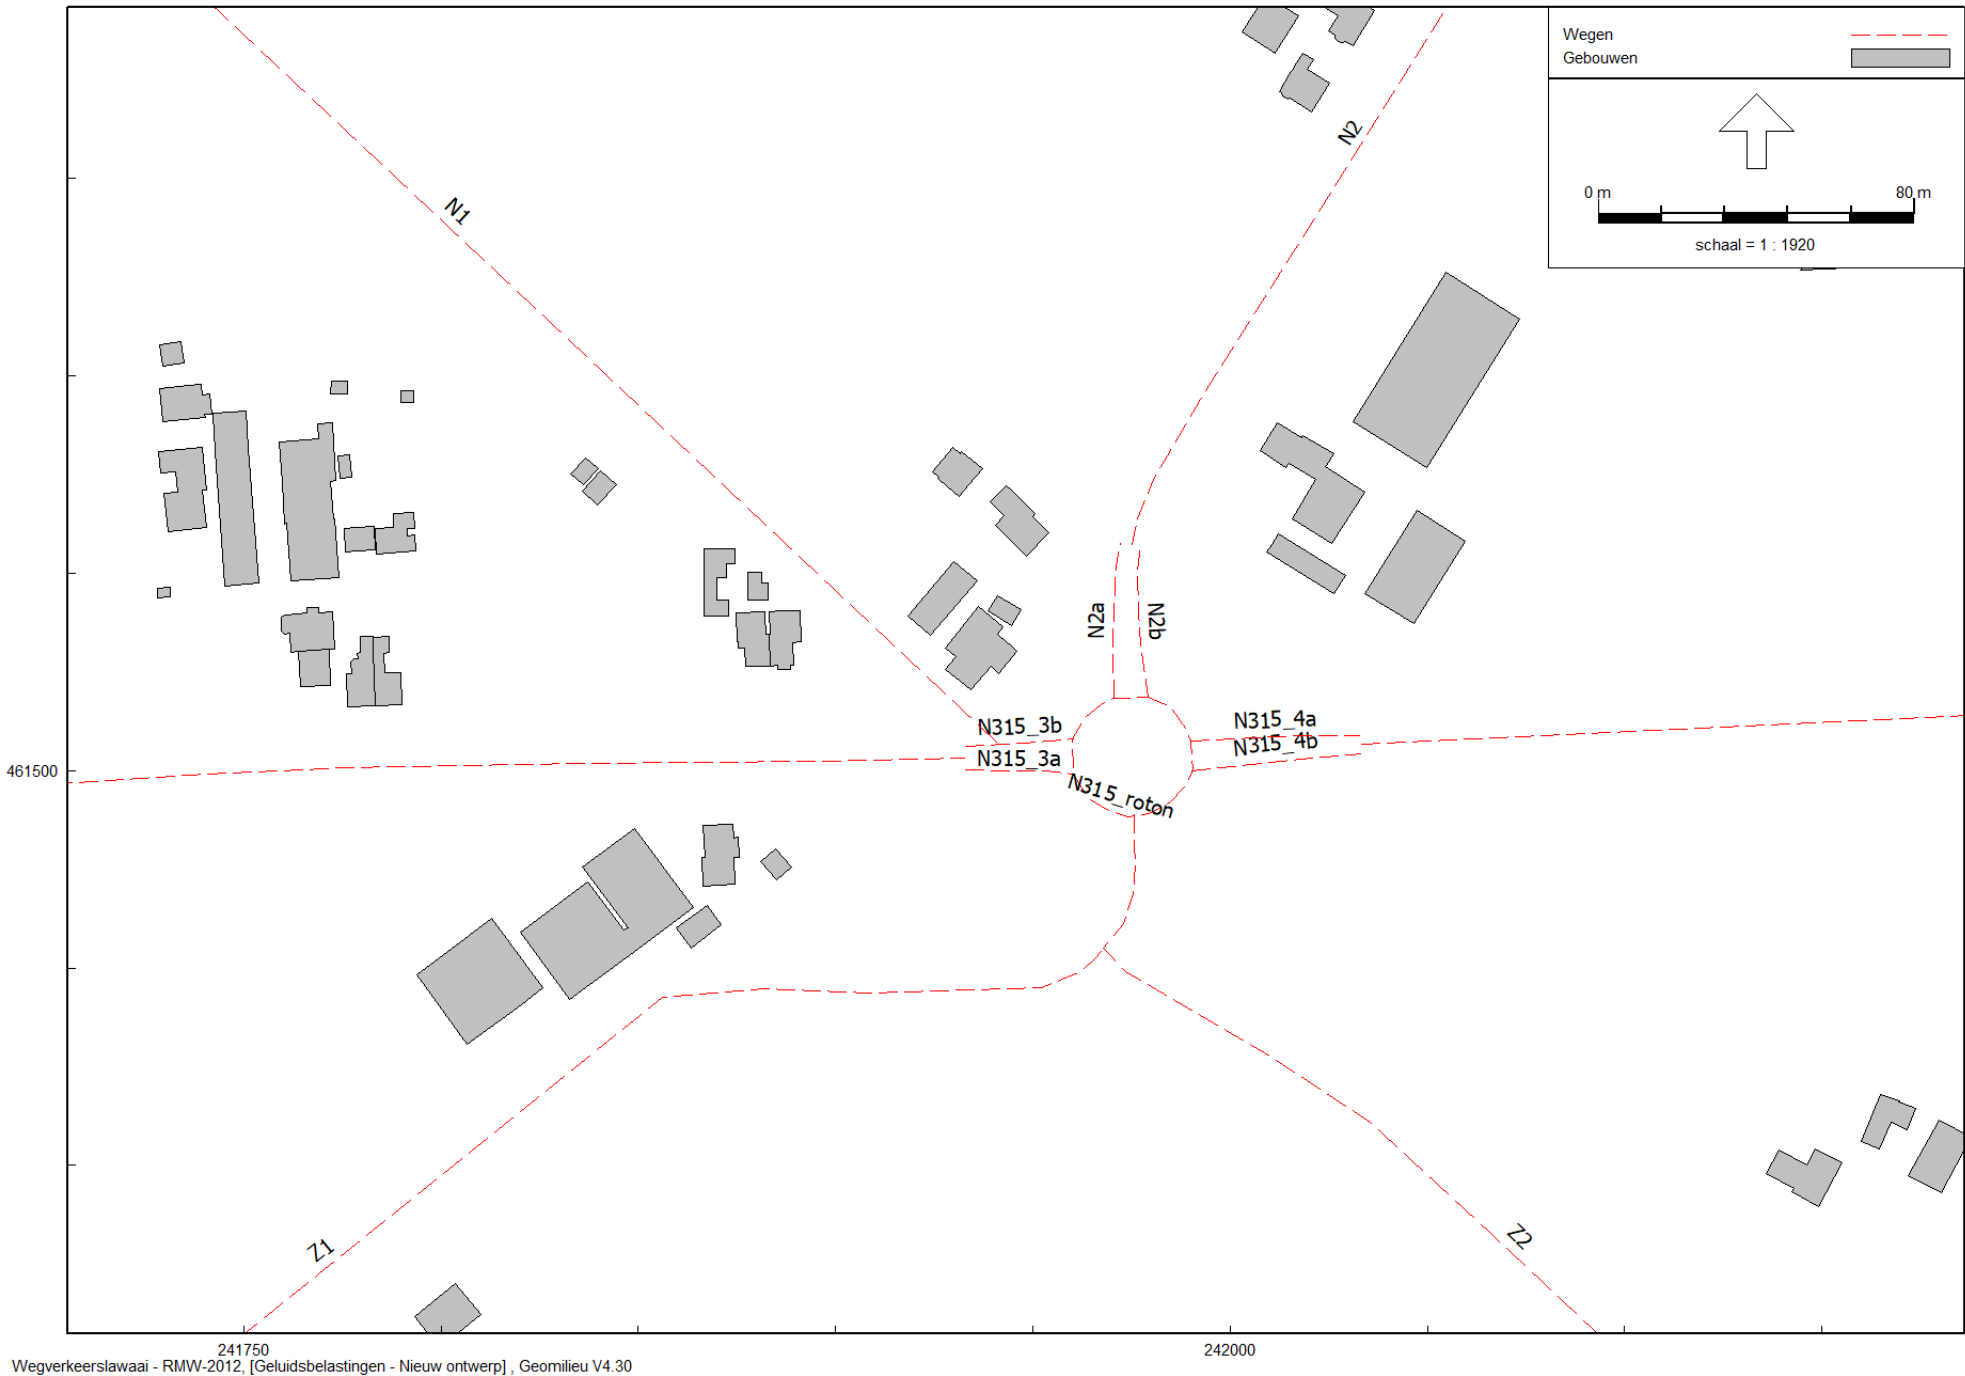 Wegen
Gebouwen
0 m 80 m
schaal = 1 : 1920
N1
N2
N2a
N2b
N315_3b
N315_3a
N315_4a
N315_4b
N315_roton
461500
Z1
Z2
241750
242000
Wegverkeerslawaai - RMW-2012, [Geluidsbelastingen - Nieuw ontwerp] , Geomilieu V4.30